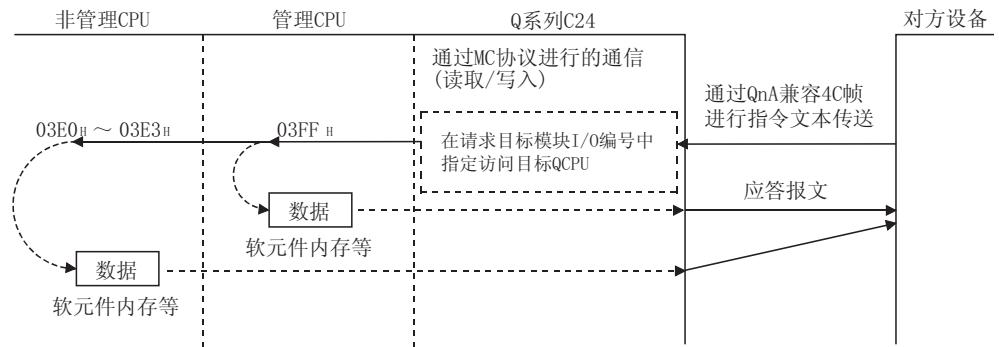 非管理CPU
管理CPU
Q系列C24
对方设备
通过MC协议进行的通信
(读取/写入)
通过QnA兼容4C帧
进行指令文本传送
03E0H ～ 03E3H
03FF H
在请求目标模块I/O编号中
指定访问目标QCPU
应答报文
数据
软元件内存等
数据
软元件内存等